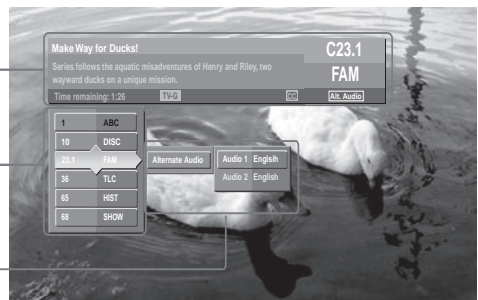 Make Way for Ducks!
C23.1
Series follows the aquatic misadventures of Henry and Riley, two
wayward ducks on a unique mission.
FAM
Time remaining: 1:26 TV-G CC Alt. Audio
1 ABC
10 DISC
23.1 FAM Alternate Audio Audio 1 Englsih
36 TLC Audio 2 English
65 HIST
68 SHOW